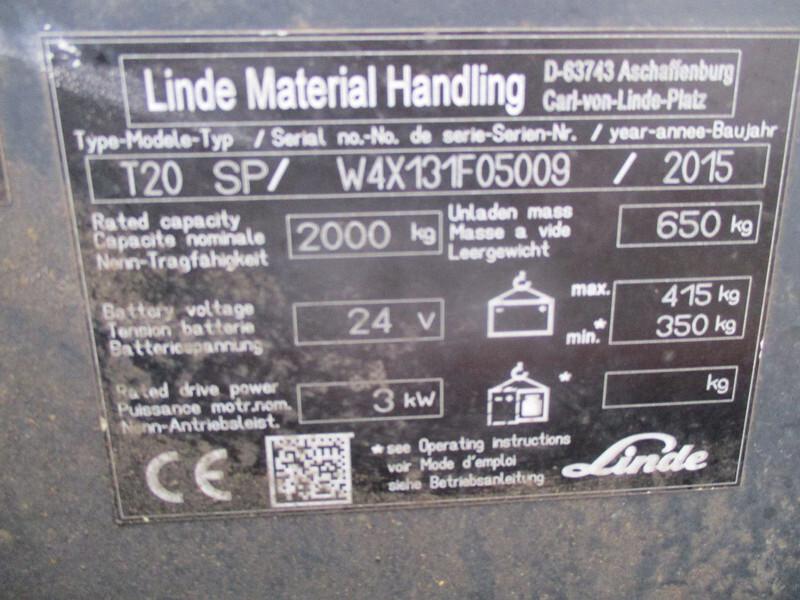 Linde Material Handling
D-63743 Aschaffenburg
Carl-von-Linde-Platz
Type-Modele-Typ / Serial no.-No. de serie-Serien-Nr. / year-annee-Baujahr
T20 SP/ W4X131F05009 / 2015
Rated capacity
Capacite nominale
Nenn-Tragfähigkeit
2000 kg
Unladen mass
Masse a vide
Leergewicht
650 kg
Battery voltage
Tension batterie
Batteriespannung
24 V
max. 415 kg
min.* 350 kg
Rated drive power
Puissance motr.nom.
Nenn-Antriebsleist.
3 kW
* kg
CE
*see Operating instructions
voir Mode d'emploi
siehe Betriebsanleitung
Linde